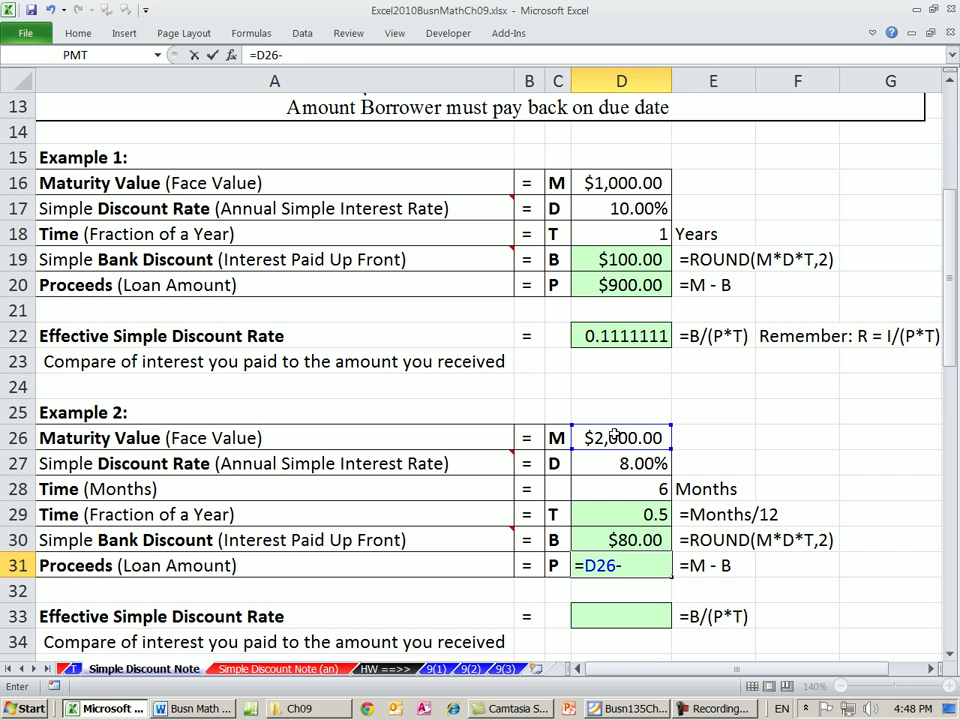 Excel2010BusnMathCh09.xlsx - Microsoft Excel
File Home Insert Page Layout Formulas Data Review View Developer Add-Ins
PMT fx =D26-
A B C D E F G
13 Amount Borrower must pay back on due date
14
15 Example 1:
16 Maturity Value (Face Value) = M $1,000.00
17 Simple Discount Rate (Annual Simple Interest Rate) = D 10.00%
18 Time (Fraction of a Year) = T 1 Years
19 Simple Bank Discount (Interest Paid Up Front) = B $100.00 =ROUND(M*D*T,2)
20 Proceeds (Loan Amount) = P $900.00 =M - B
21
22 Effective Simple Discount Rate = 0.1111111 =B/(P*T) Remember: R = I/(P*T)
23 Compare of interest you paid to the amount you received
24
25 Example 2:
26 Maturity Value (Face Value) = M $2,000.00
27 Simple Discount Rate (Annual Simple Interest Rate) = D 8.00%
28 Time (Months) = 6 Months
29 Time (Fraction of a Year) = T 0.5 =Months/12
30 Simple Bank Discount (Interest Paid Up Front) = B $80.00 =ROUND(M*D*T,2)
31 Proceeds (Loan Amount) = P =D26- =M - B
32
33 Effective Simple Discount Rate = =B/(P*T)
34 Compare of interest you paid to the amount you received
T Simple Discount Note Simple Discount Note (an) HW ==>> 9(1) 9(2) 9(3)
Enter 140%
Start Microsoft ... Busn Math ... Ch09 Camtasia S... Busn135Ch... Recording... EN 4:48 PM